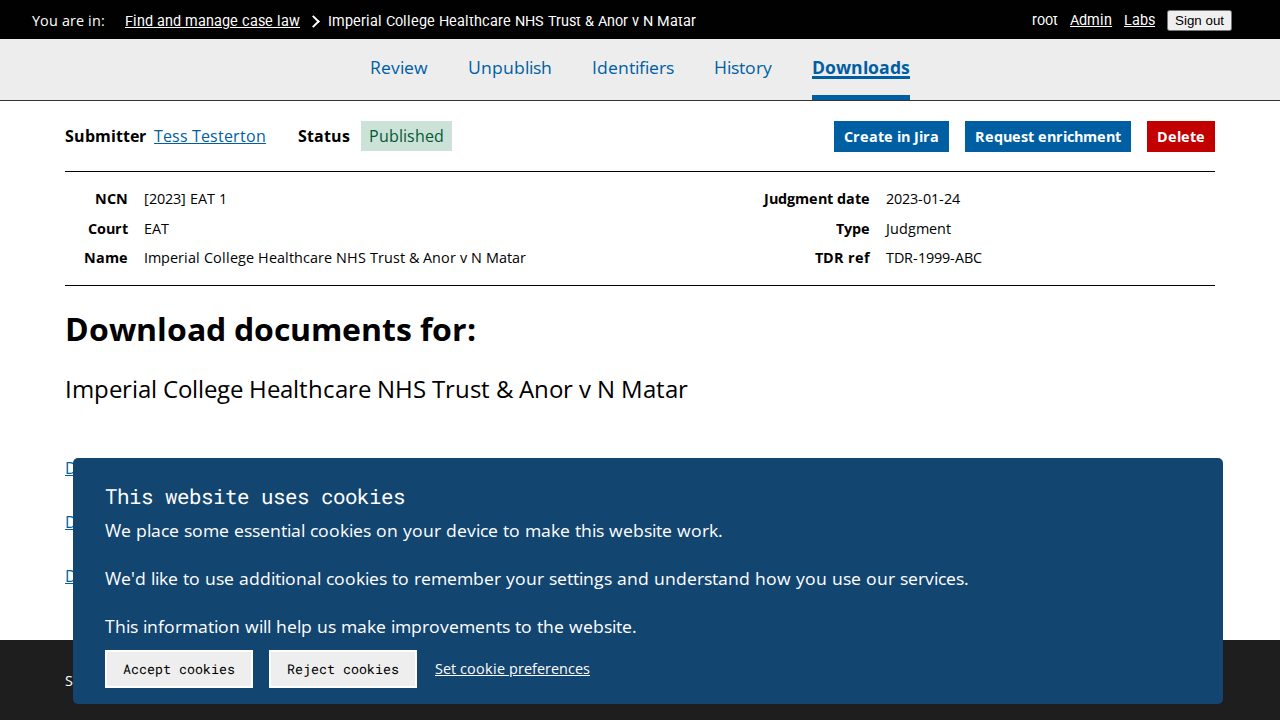 You are in: Find and manage case law Imperial College Healthcare NHS Trust & Anor v N Matar root Admin Labs Sign out
Review Unpublish Identifiers History Downloads
Submitter Tess Testerton Status Published Create in Jira Request enrichment Delete
NCN [2023] EAT 1 Judgment date 2023-01-24
Court EAT Type Judgment
Name Imperial College Healthcare NHS Trust & Anor v N Matar TDR ref TDR-1999-ABC
Download documents for:
Imperial College Healthcare NHS Trust & Anor v N Matar
This website uses cookies
We place some essential cookies on your device to make this website work.
We'd like to use additional cookies to remember your settings and understand how you use our services.
This information will help us make improvements to the website.
Accept cookies Reject cookies Set cookie preferences